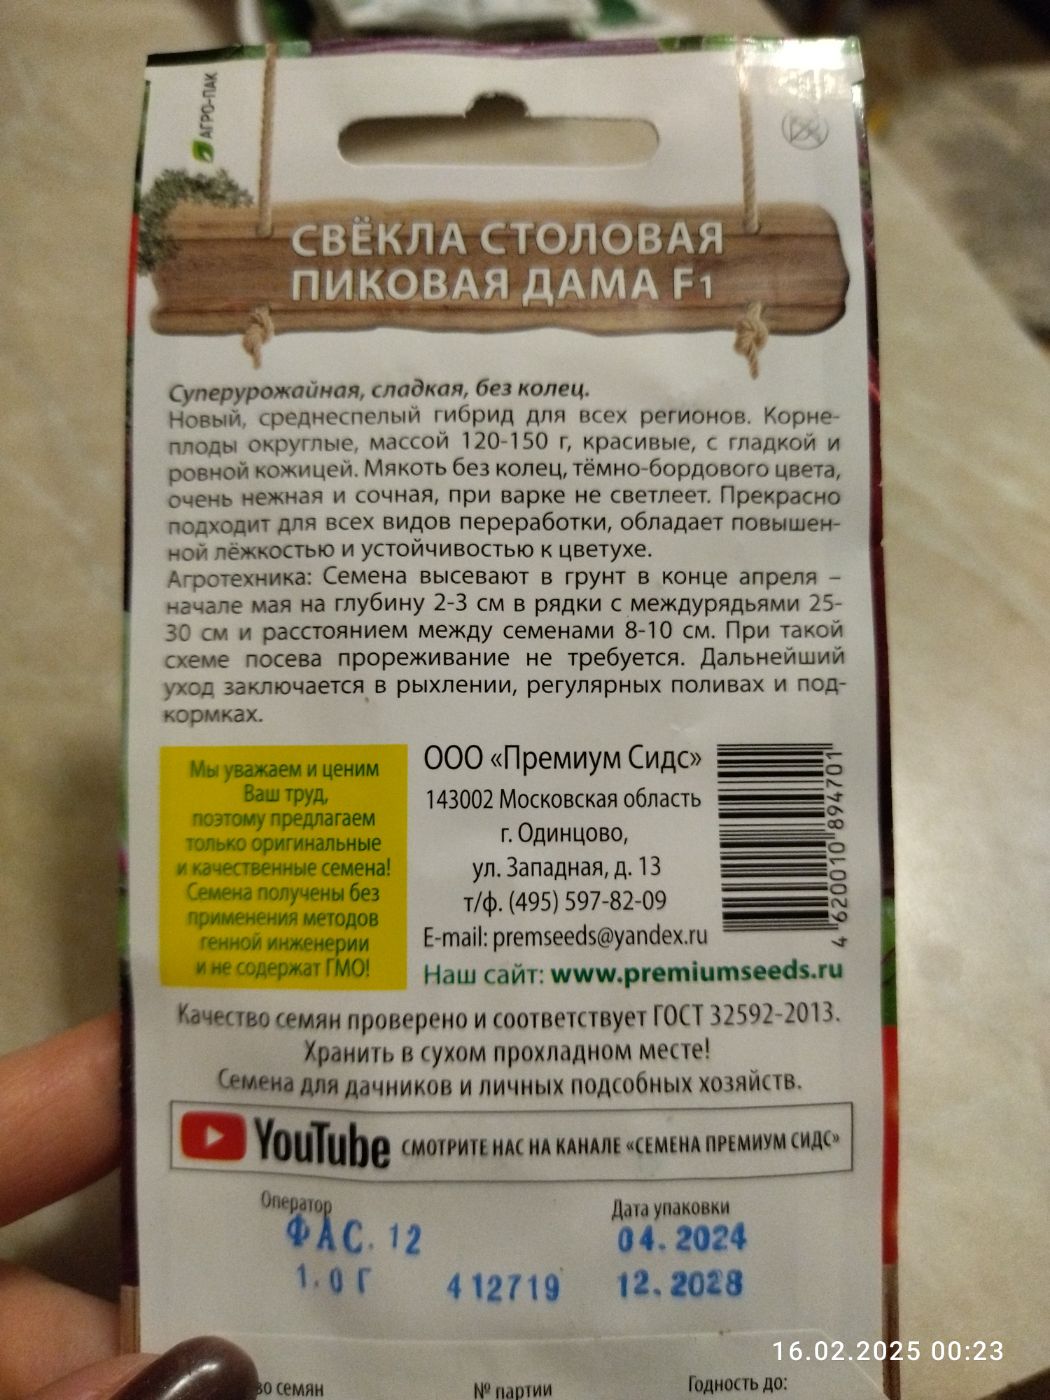 АГРО-ПАК
СВЁКЛА СТОЛОВАЯ
ПИКОВАЯ ДАМА F1
Суперурожайная, сладкая, без колец.
Новый, среднеспелый гибрид для всех регионов. Корне-
плоды округлые, массой 120-150 г, красивые, с гладкой и
ровной кожицей. Мякоть без колец, тёмно-бордового цвета,
очень нежная и сочная, при варке не светлеет. Прекрасно
подходит для всех видов переработки, обладает повышен-
ной лёжкостью и устойчивостью к цветухе.
Агротехника: Семена высевают в грунт в конце апреля –
начале мая на глубину 2-3 см в рядки с междурядьями 25-
30 см и расстоянием между семенами 8-10 см. При такой
схеме посева прореживание не требуется. Дальнейший
уход заключается в рыхлении, регулярных поливах и под-
кормках.
Мы уважаем и ценим
Ваш труд,
поэтому предлагаем
только оригинальные
и качественные семена!
Семена получены без
применения методов
генной инженерии
и не содержат ГМО!
ООО «Премиум Сидс»
143002 Московская область
г. Одинцово,
ул. Западная, д. 13
т/ф. (495) 597-82-09
E-mail: premseeds@yandex.ru
Наш сайт: www.premiumseeds.ru
4 620010 894701
Качество семян проверено и соответствует ГОСТ 32592-2013.
Хранить в сухом прохладном месте!
Семена для дачников и личных подсобных хозяйств.
YouTube СМОТРИТЕ НАС НА КАНАЛЕ «СЕМЕНА ПРЕМИУМ СИДС»
Оператор Дата упаковки
ФАС. 12 04. 2024
1.0 Г 412719 12. 2028
во семян № партии Годность до:
16.02.2025 00:23